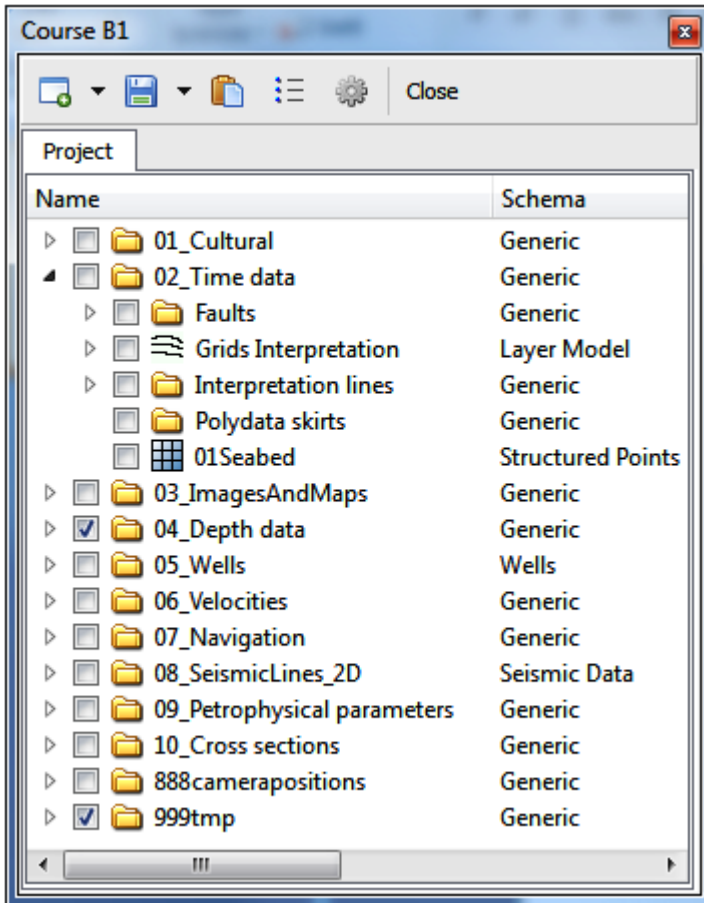 Course B1
Close
Project
Name Schema
01_Cultural Generic
02_Time data Generic
Faults Generic
Grids Interpretation Layer Model
Interpretation lines Generic
Polydata skirts Generic
01Seabed Structured Points
03_ImagesAndMaps Generic
04_Depth data Generic
05_Wells Wells
06_Velocities Generic
07_Navigation Generic
08_SeismicLines_2D Seismic Data
09_Petrophysical parameters Generic
10_Cross sections Generic
888camerapositions Generic
999tmp Generic